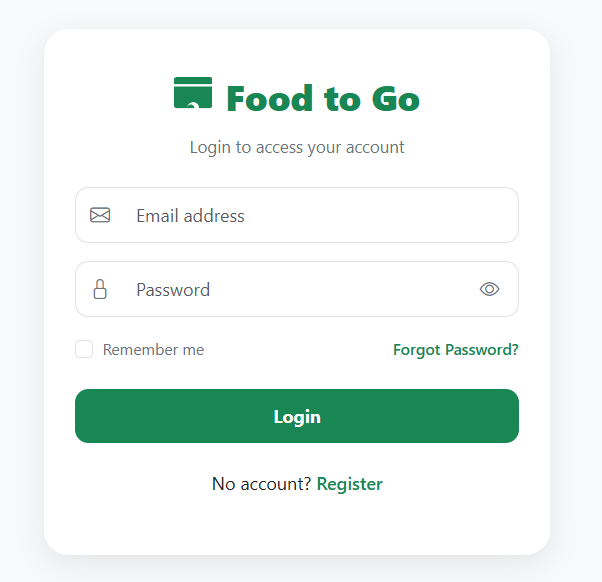 Food to Go
Login to access your account
Email address
Password
Remember me
Forgot Password?
Login
No account? Register